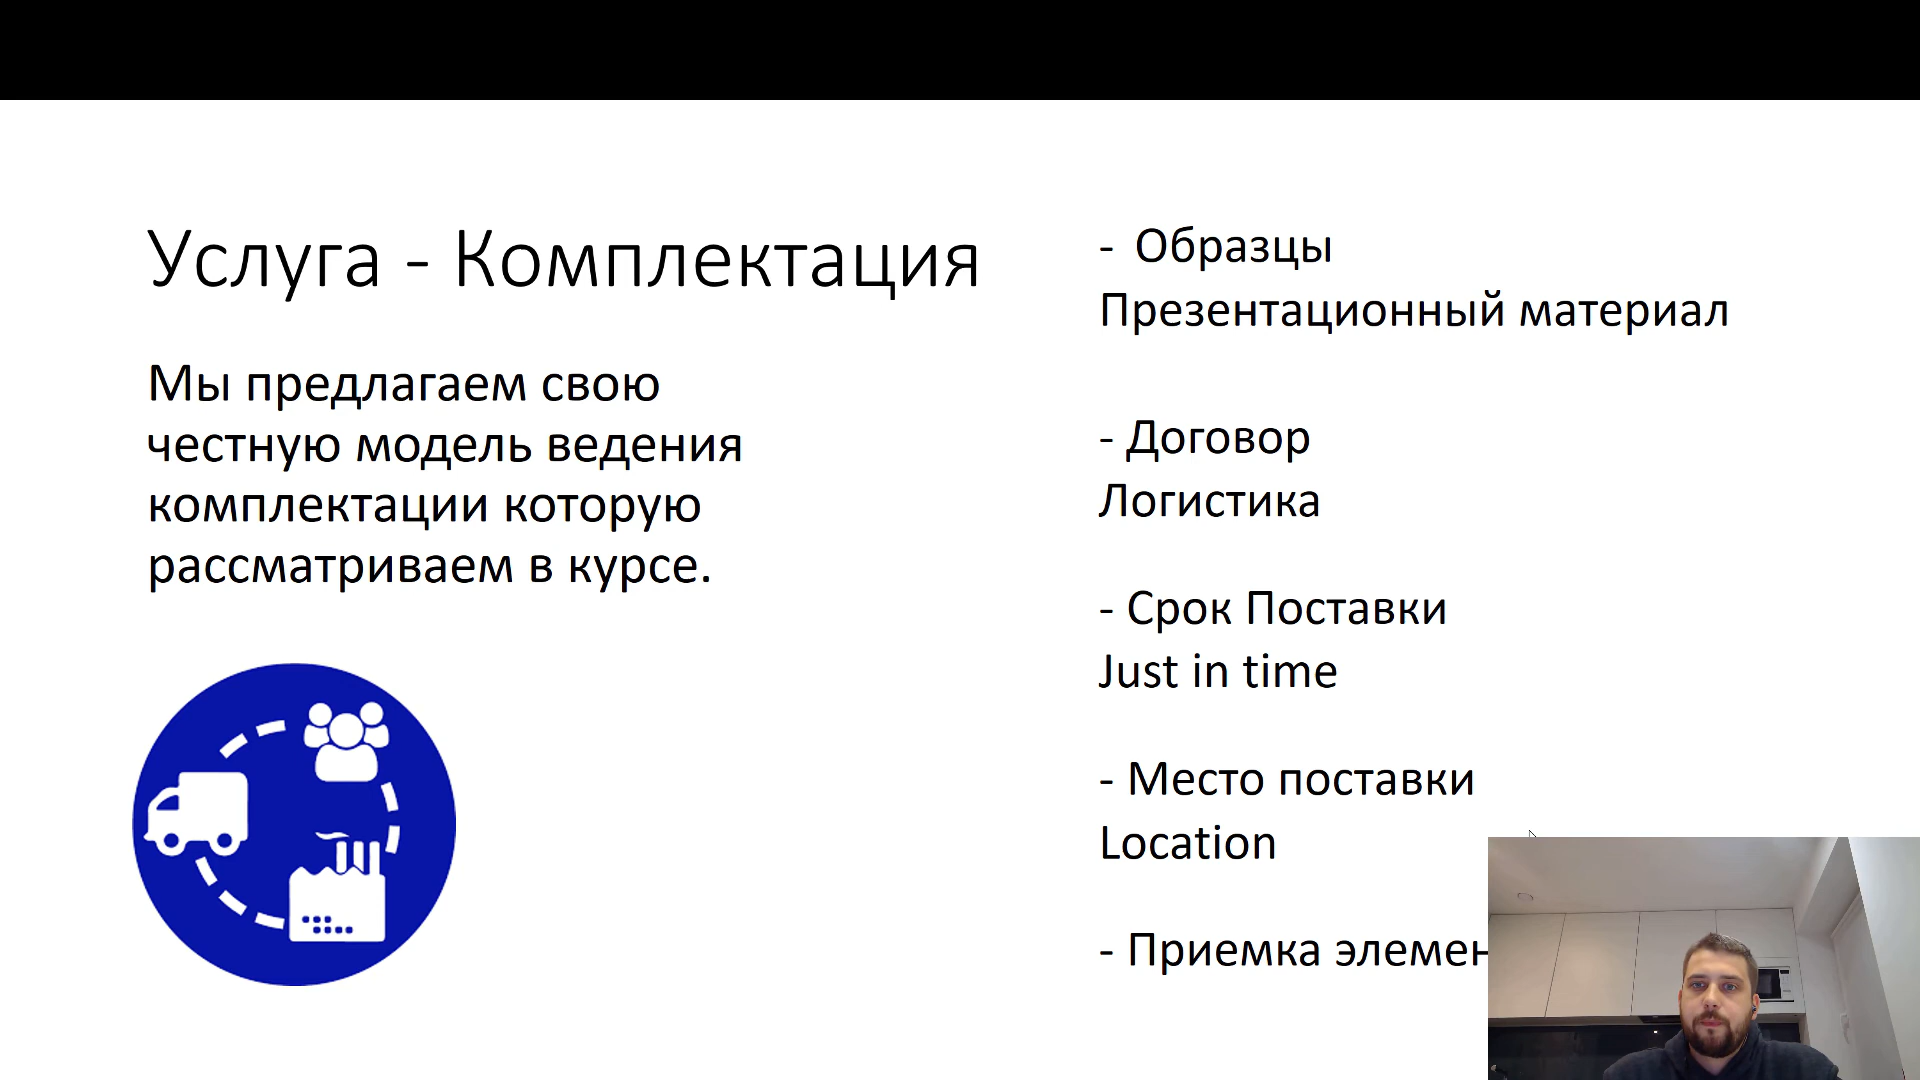 Услуга - Комплектация
Мы предлагаем свою
честную модель ведения
комплектации которую
рассматриваем в курсе.
- Образцы
Презентационный материал
- Договор
Логистика
- Срок Поставки
Just in time
- Место поставки
Location
- Приемка